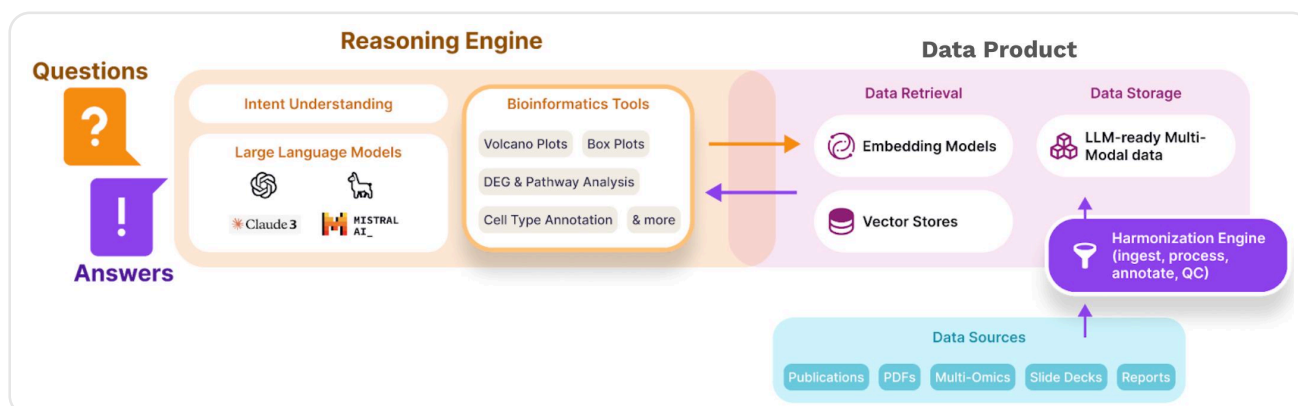 Reasoning Engine
Data Product
Questions
?
Intent Understanding
Large Language Models
Claude 3
MISTRAL
AI_
Bioinformatics Tools
Volcano Plots
Box Plots
DEG & Pathway Analysis
Cell Type Annotation
& more
!
Answers
Data Retrieval
Embedding Models
Vector Stores
Data Storage
LLM-ready Multi-
Modal data
Harmonization Engine
(ingest, process,
annotate, QC)
Data Sources
Publications
PDFs
Multi-Omics
Slide Decks
Reports